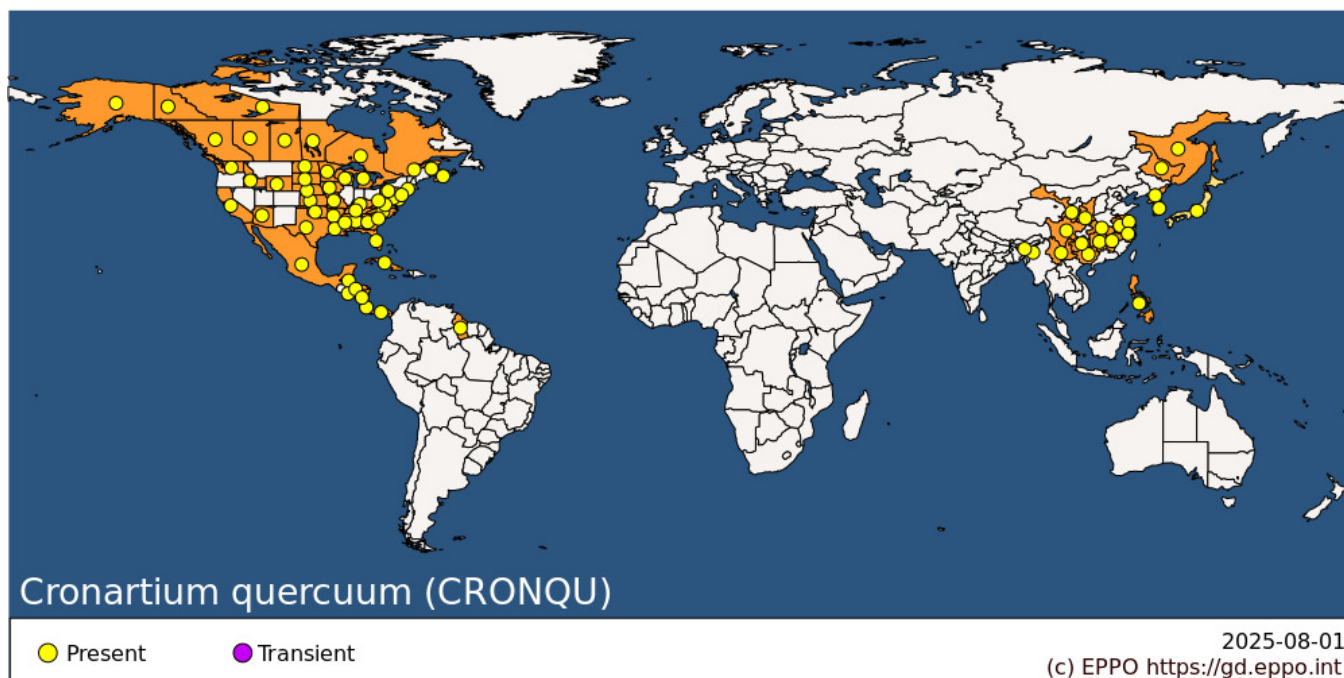 Cronartium quercuum (CRONQU)
Present
Transient
2025-08-01
(c) EPPO https://gd.eppo.int